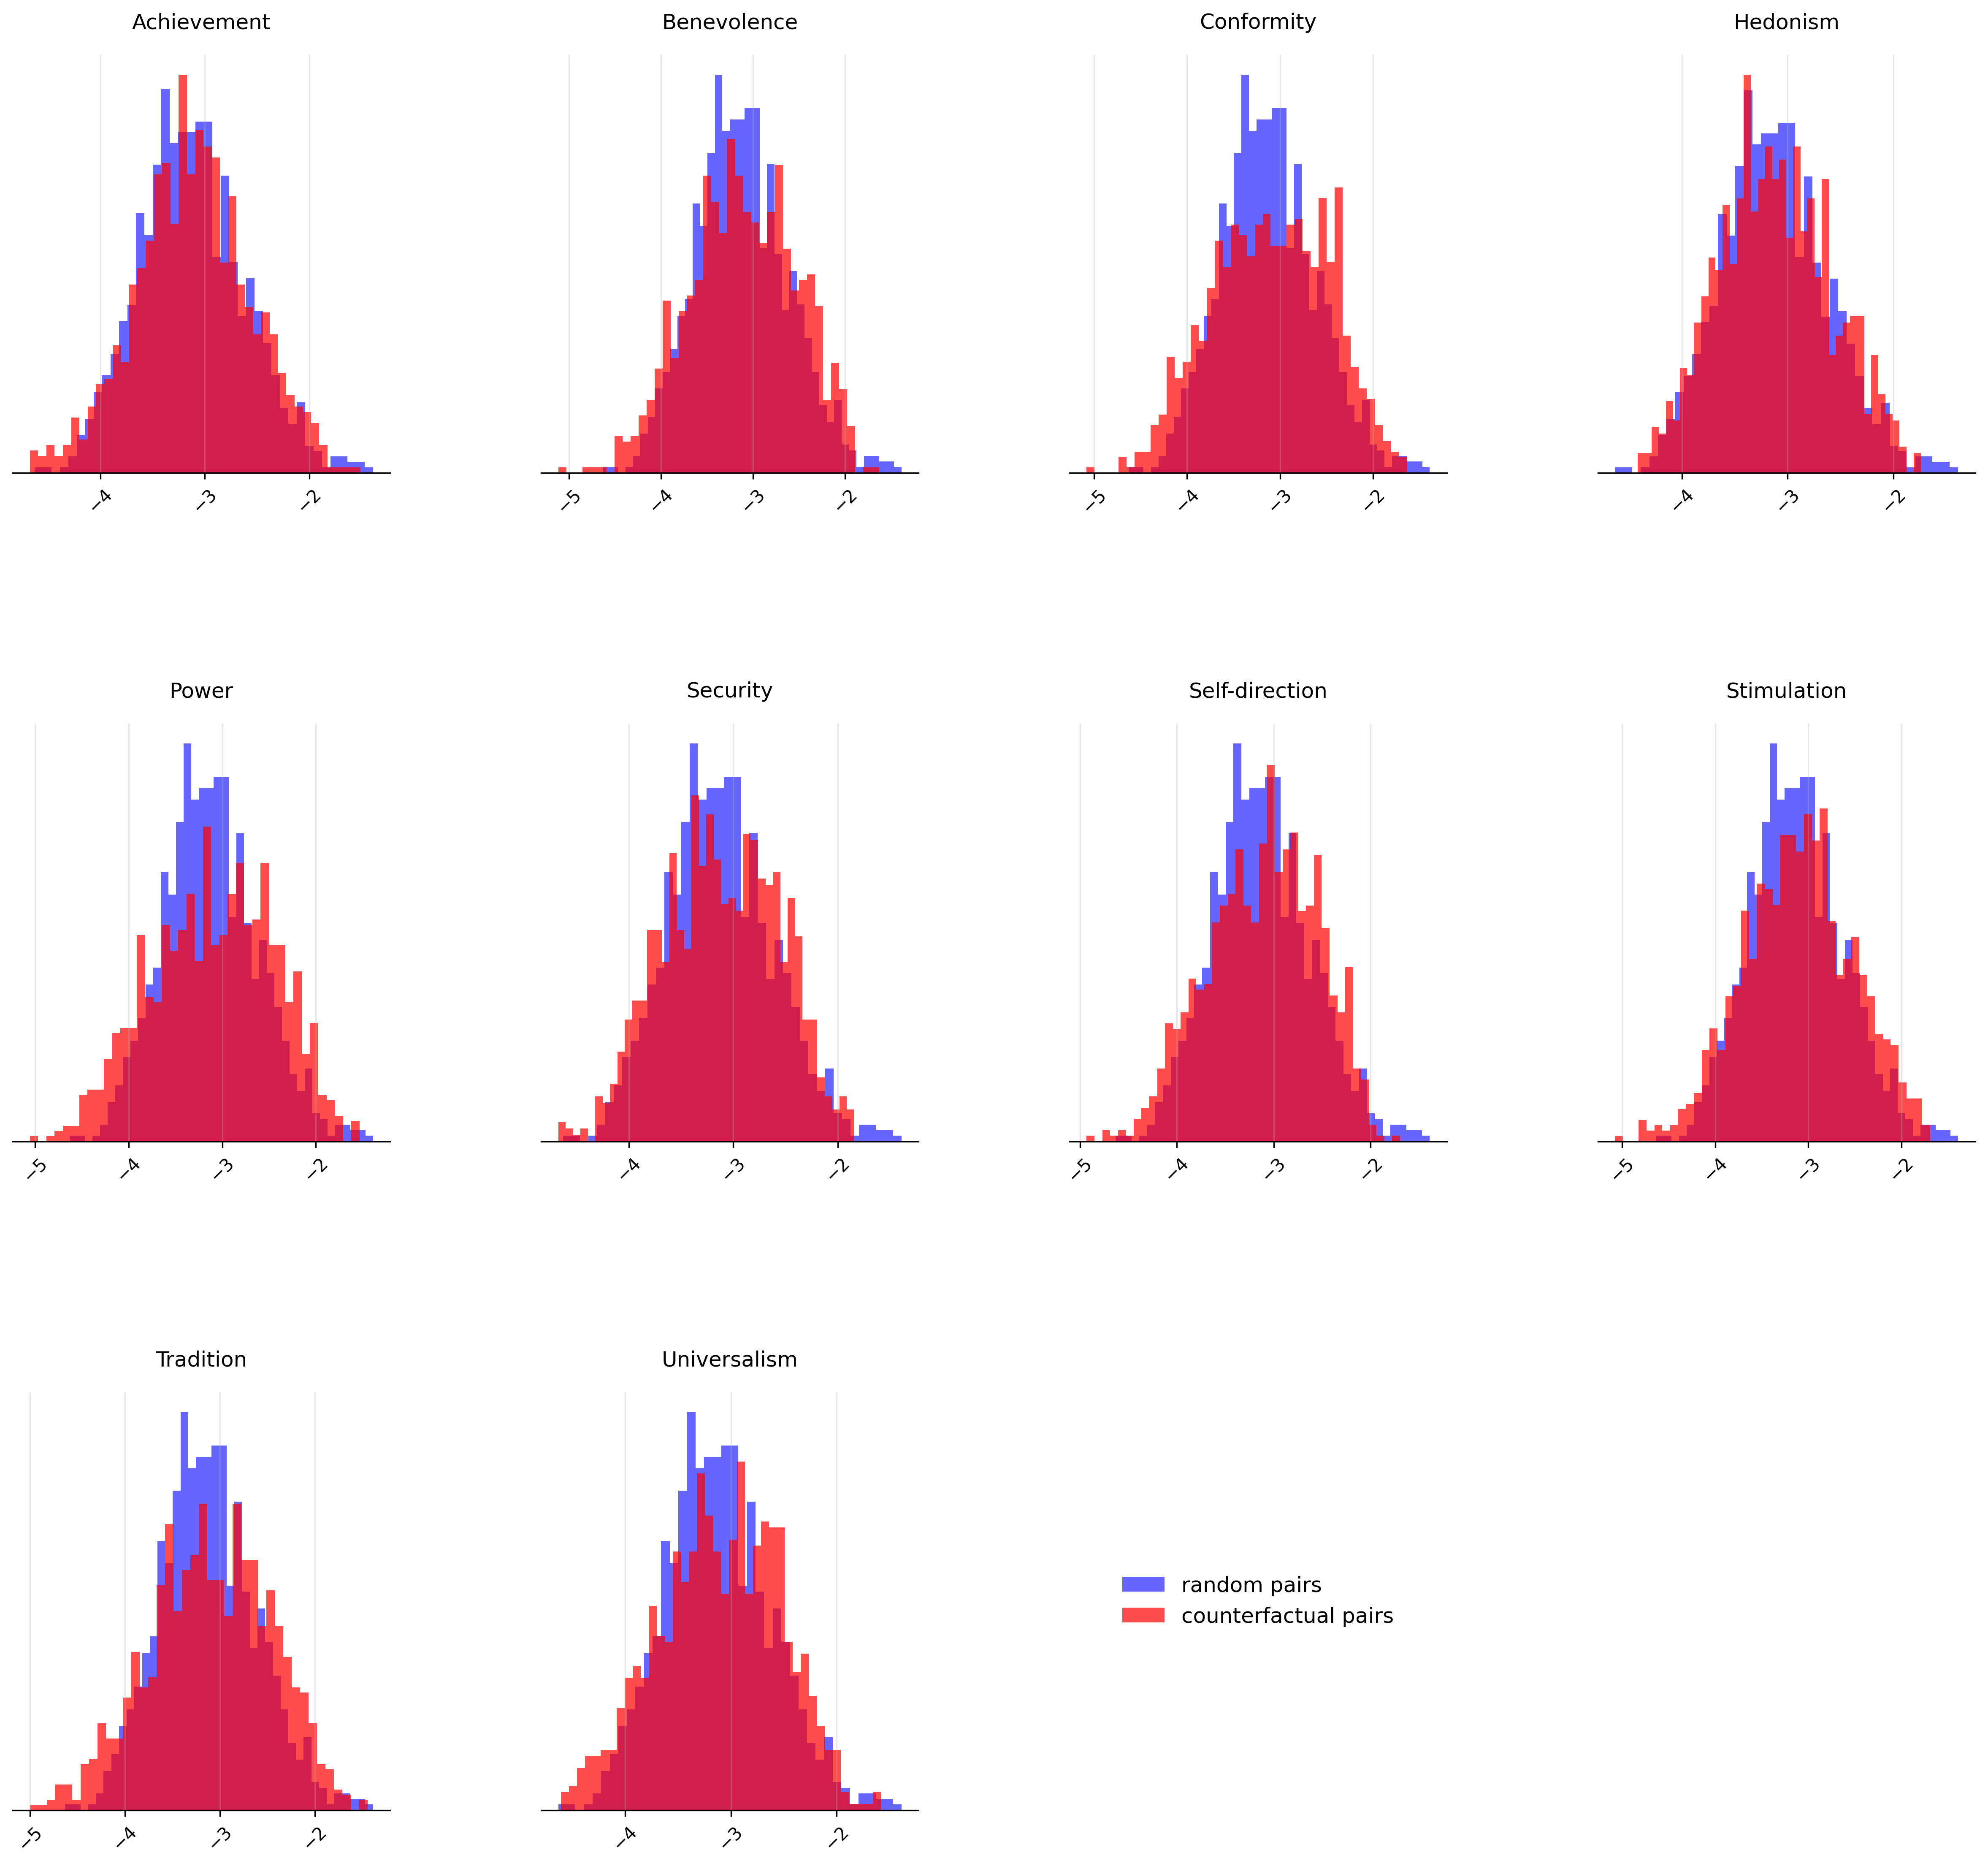 Achievement
Benevolence
Conformity
Hedonism
−4 −3 −2
−5 −4 −3 −2
−5 −4 −3 −2
−4 −3 −2
Power
Security
Self-direction
Stimulation
−5 −4 −3 −2
−4 −3 −2
−5 −4 −3 −2
−5 −4 −3 −2
Tradition
Universalism
random pairs
counterfactual pairs
−5 −4 −3 −2
−4 −3 −2